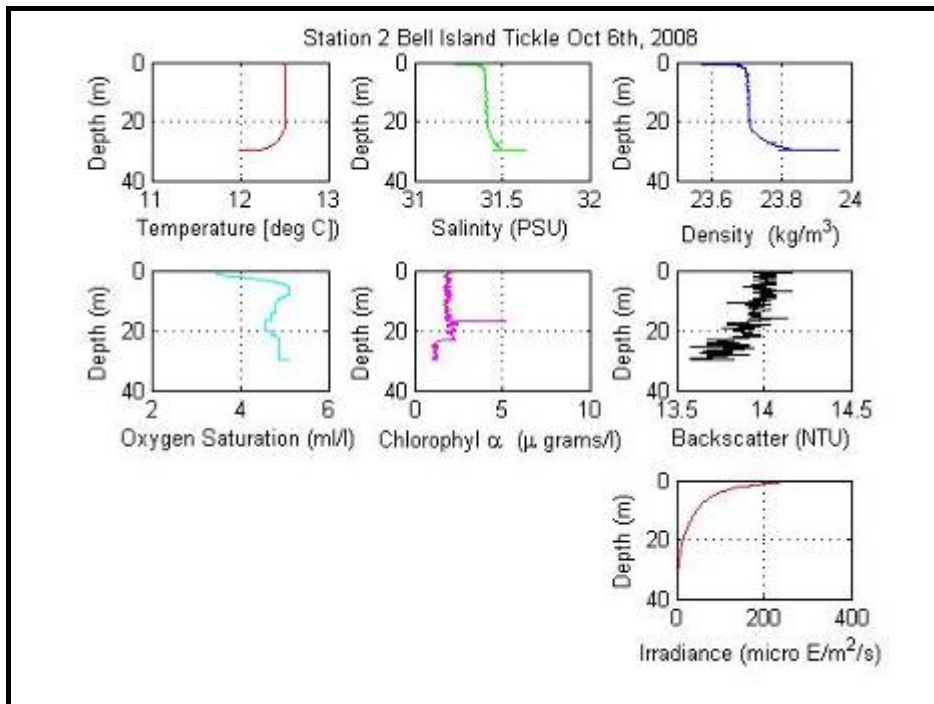 Station 2 Bell Island Tickle Oct 6th, 2008
Depth (m)
0
20
40
11 12 13
Temperature [deg C])
Depth (m)
0
20
40
31 31.5 32
Salinity (PSU)
Depth (m)
0
20
40
23.6 23.8 24
Density (kg/m³)
Depth (m)
0
20
40
2 4 6
Oxygen Saturation (ml/l)
Depth (m)
0
20
40
0 5 10
Chlorophyl α (μ grams/l)
Depth (m)
0
20
40
13.5 14 14.5
Backscatter (NTU)
Depth (m)
0
20
40
0 200 400
Irradiance (micro E/m²/s)